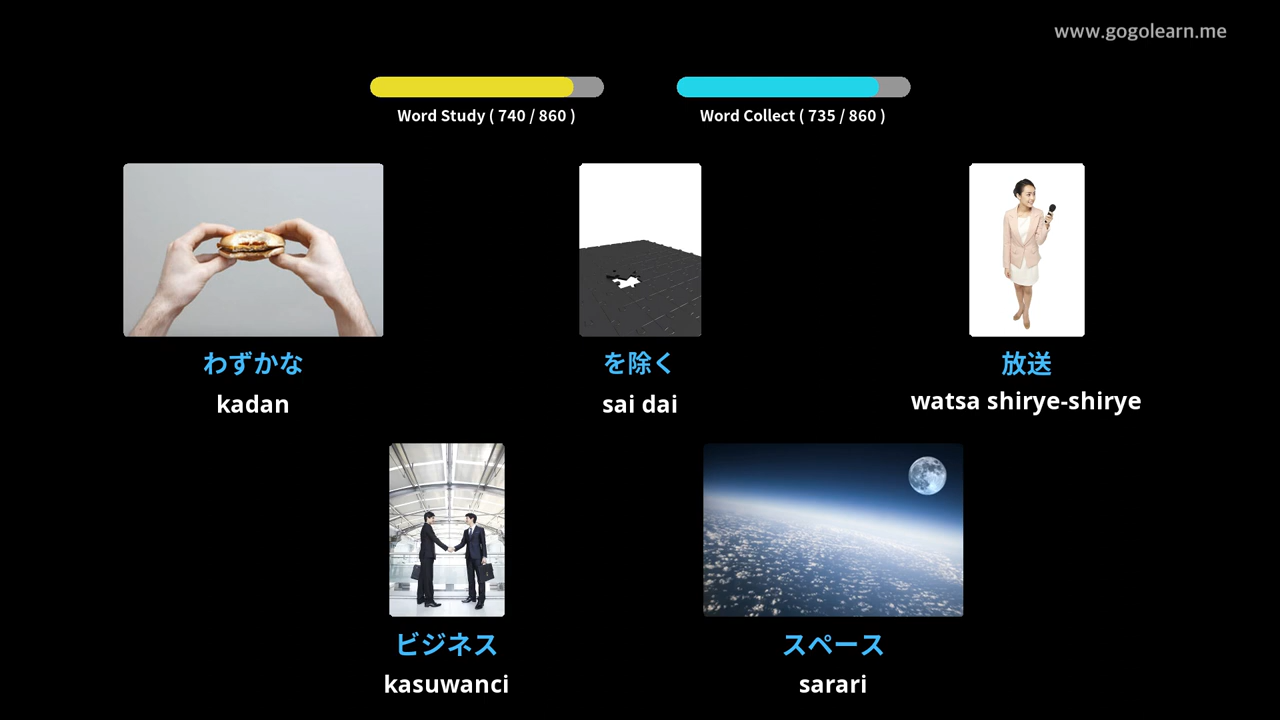 www.gogolearn.me
Word Study ( 740 / 860 )
Word Collect ( 735 / 860 )
わずかな
kadan
を除く
sai dai
放送
watsa shirye-shirye
ビジネス
kasuwanci
スペース
sarari